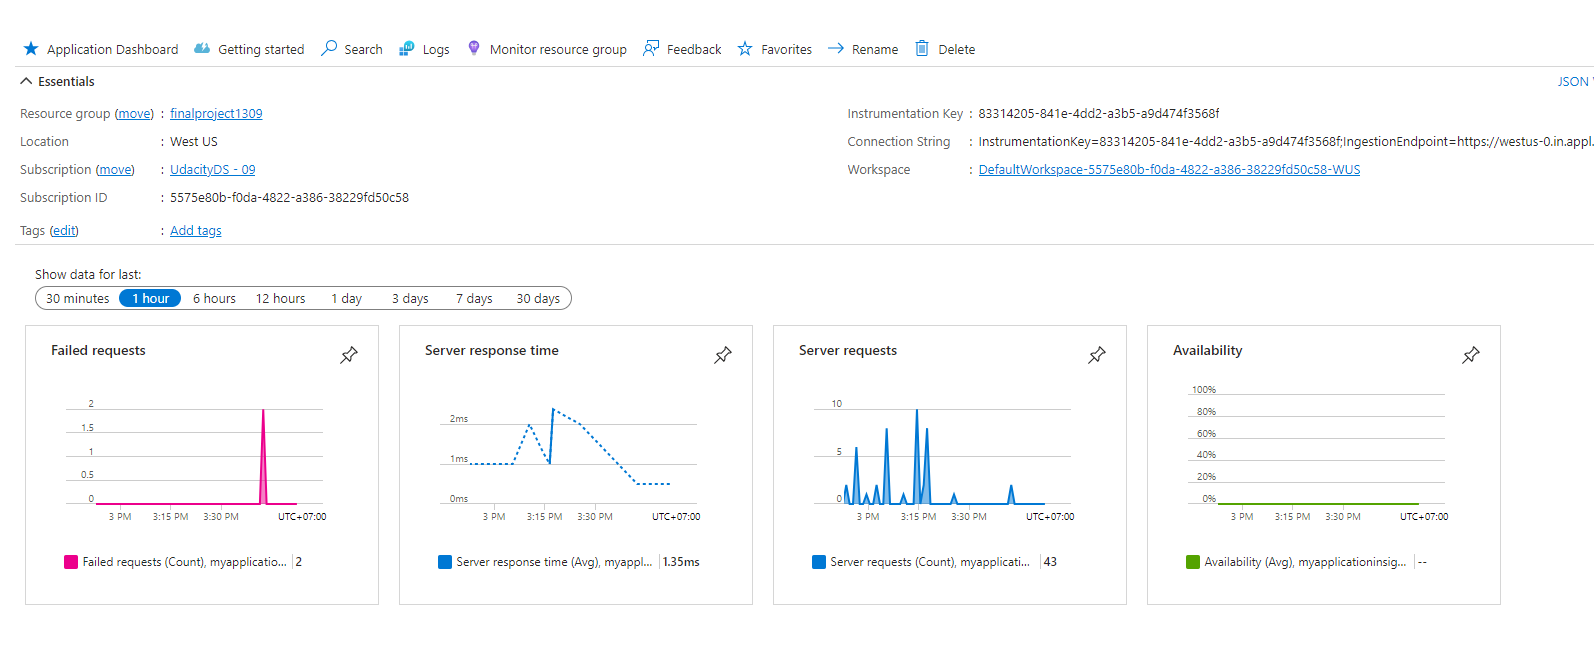 Application Dashboard Getting started Search Logs Monitor resource group Feedback Favorites Rename Delete
Essentials JSON
Resource group (move) : finalproject1309 Instrumentation Key : 83314205-841e-4dd2-a3b5-a9d474f3568f
Location : West US Connection String : InstrumentationKey=83314205-841e-4dd2-a3b5-a9d474f3568f;IngestionEndpoint=https://westus-0.in.appl...
Subscription (move) : UdacityDS - 09 Workspace : DefaultWorkspace-5575e80b-f0da-4822-a386-38229fd50c58-WUS
Subscription ID : 5575e80b-f0da-4822-a386-38229fd50c58
Tags (edit) : Add tags
Show data for last:
30 minutes 1 hour 6 hours 12 hours 1 day 3 days 7 days 30 days
Failed requests
2
1.5
1
0.5
0
3 PM 3:15 PM 3:30 PM UTC+07:00
Failed requests (Count), myapplicatio... 2
Server response time
2ms
1ms
0ms
3 PM 3:15 PM 3:30 PM UTC+07:00
Server response time (Avg), myappl... 1.35ms
Server requests
10
5
0
3 PM 3:15 PM 3:30 PM UTC+07:00
Server requests (Count), myapplicati... 43
Availability
100%
80%
60%
40%
20%
0%
3 PM 3:15 PM 3:30 PM UTC+07:00
Availability (Avg), myapplicationinsig... --